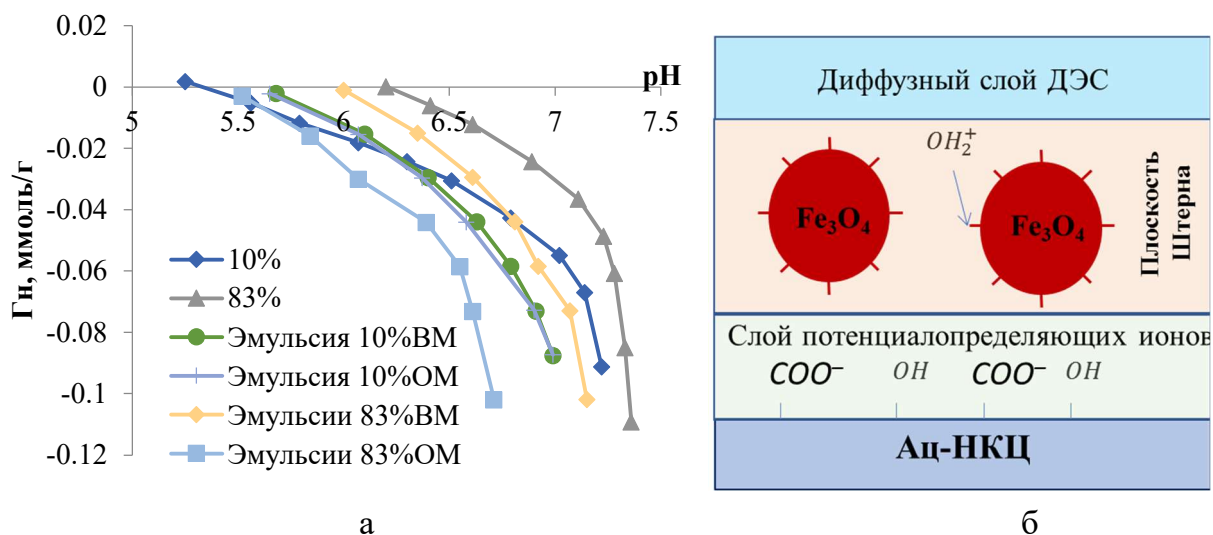 0.02
0
-0.02
-0.04
-0.06
-0.08
-0.1
-0.12
5
5.5
6
6.5
7
7.5
pH
Гн, ммоль/г
10%
83%
Эмульсия 10%ВМ
Эмульсия 10%ОМ
Эмульсии 83%ВМ
Эмульсии 83%ОМ
а
Диффузный слой ДЭС
OH₂⁺
Fe₃O₄
Fe₃O₄
Плоскость
Штерна
Слой потенциалопределяющих ионов
COO⁻ OH COO⁻ OH
Ац-НКЦ
б